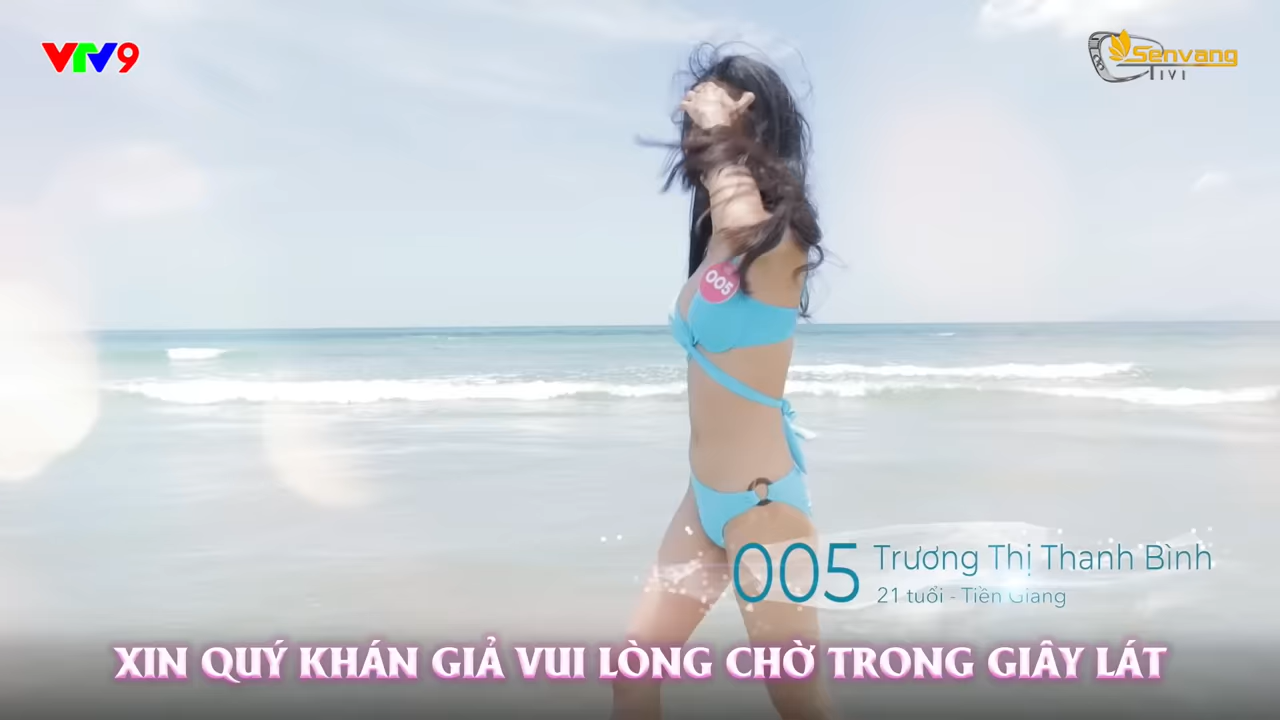 VTV9
Senvang
TIVI
005
005
Trương Thị Thanh Bình
21 tuổi - Tiền Giang
XIN QUÝ KHÁN GIẢ VUI LÒNG CHỜ TRONG GIÂY LÁT